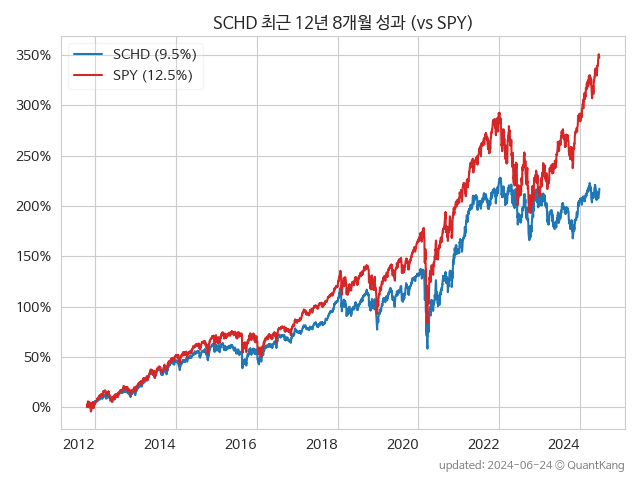 SCHD 최근 12년 8개월 성과 (vs SPY)
SCHD (9.5%)
SPY (12.5%)
350%
300%
250%
200%
150%
100%
50%
0%
2012 2014 2016 2018 2020 2022 2024
updated: 2024-06-24 © QuantKang